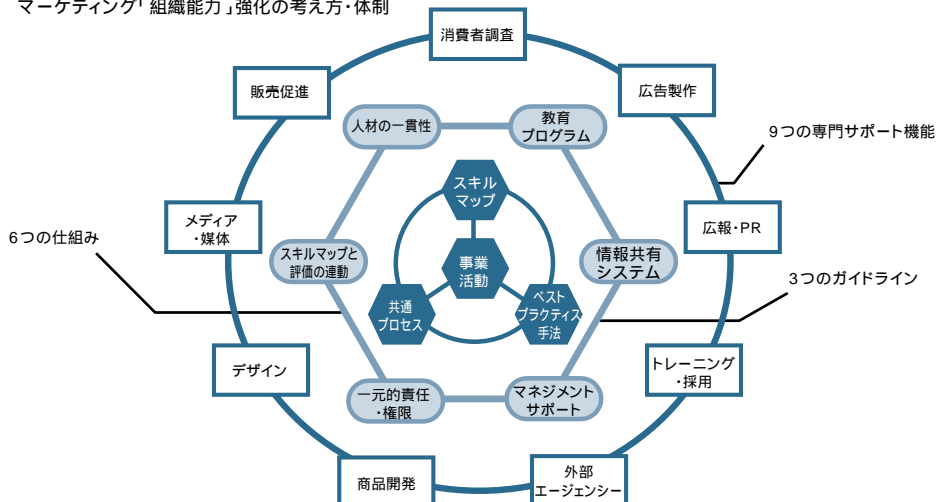 マーケティング「組織能力」強化の考え方・体制
消費者調査
販売促進
広告製作
人材の一貫性
教育
プログラム
9つの専門サポート機能
スキル
マップ
メディア
・媒体
広報・PR
6つの仕組み
スキルマップと
評価の連動
事業
活動
情報共有
システム
3つのガイドライン
共通
プロセス
ベスト
プラクティス
手法
デザイン
トレーニング
・採用
一元的責任
・権限
マネジメント
サポート
商品開発
外部
エージェンシー